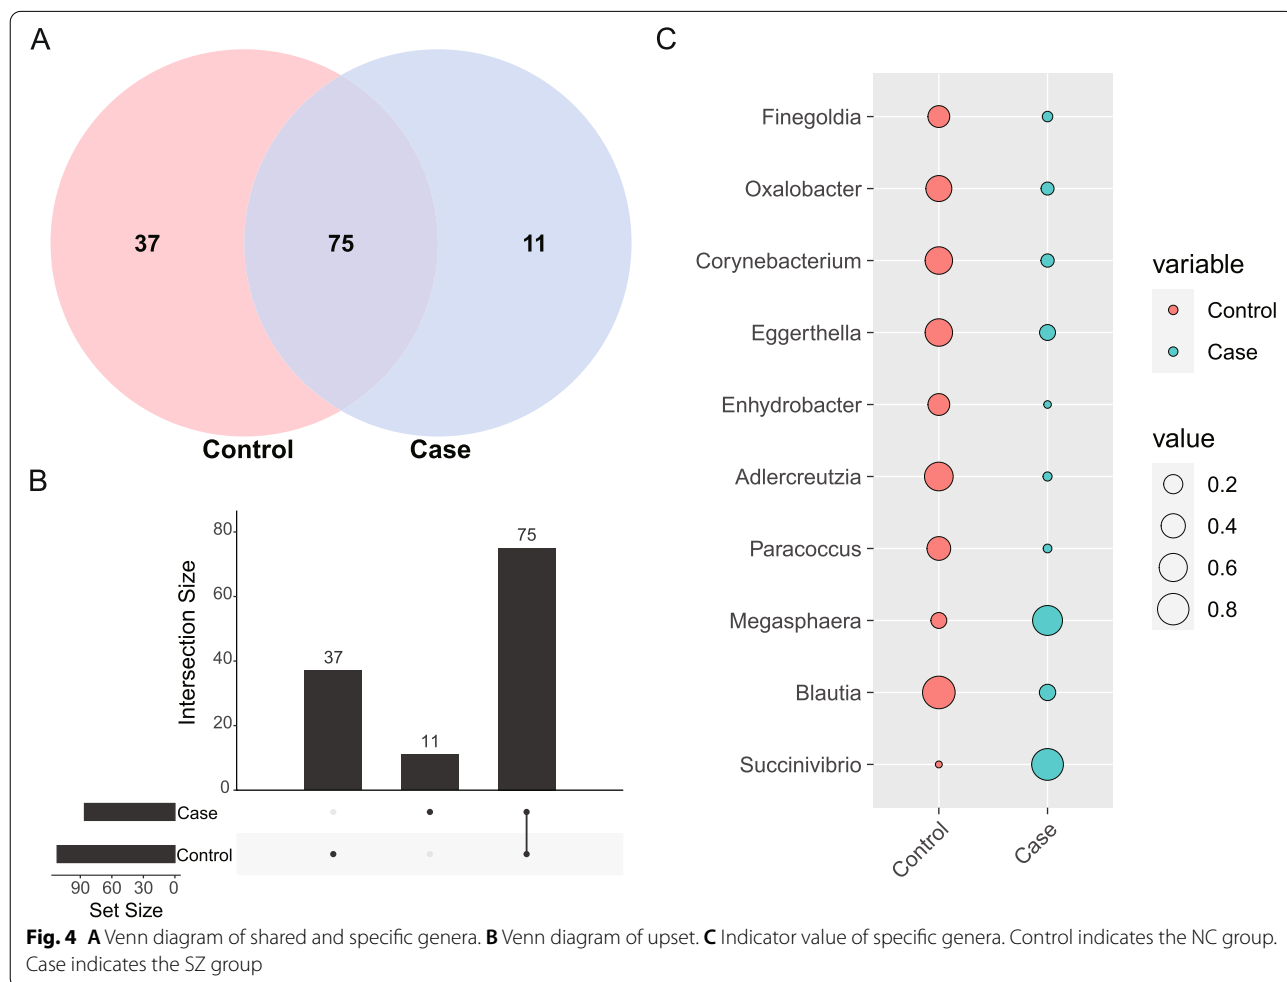 A
37
75
11
Control
Case
B
Intersection Size
80
60
40
20
0
37
11
75
Case
Control
90 60 30 0
Set Size
C
Finegoldia
Oxalobacter
Corynebacterium
Eggerthella
Enhydrobacter
Adlercreutzia
Paracoccus
Megasphaera
Blautia
Succinivibrio
Control
Case
variable
Control
Case
value
0.2
0.4
0.6
0.8
Fig. 4 A Venn diagram of shared and specific genera. B Venn diagram of upset. C Indicator value of specific genera. Control indicates the NC group.
Case indicates the SZ group